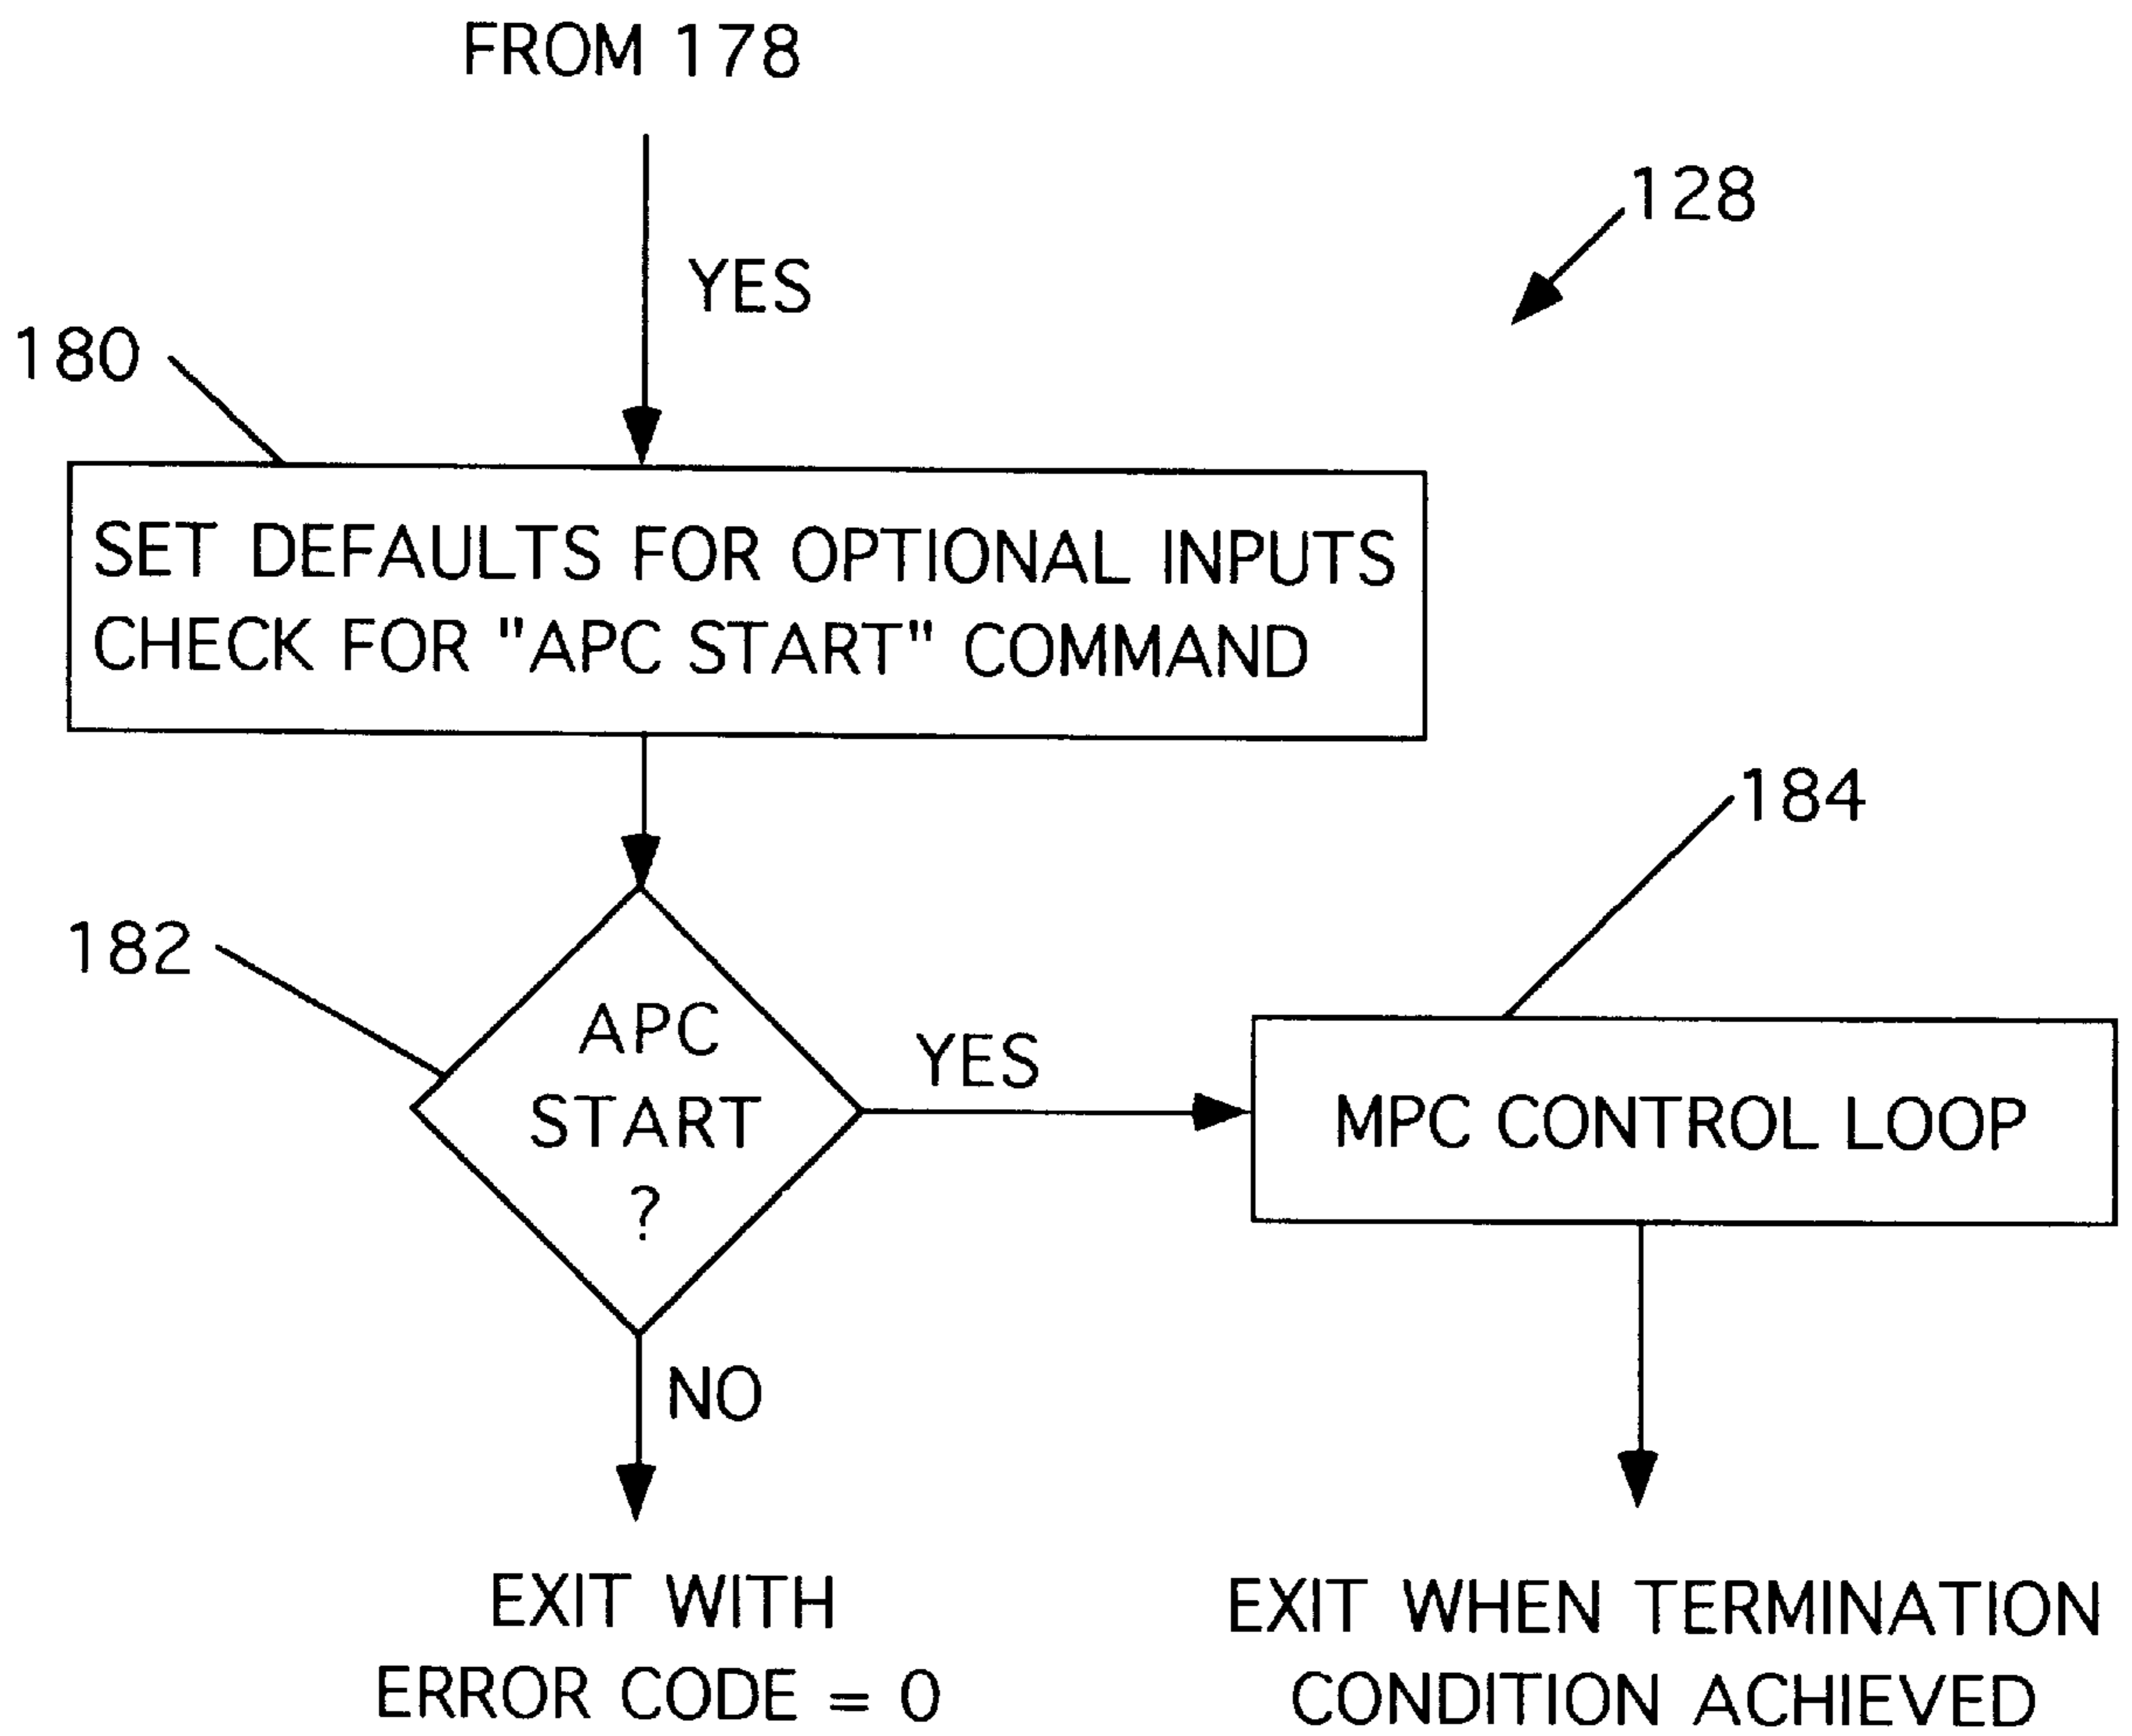 FROM 178
128
YES
180
SET DEFAULTS FOR OPTIONAL INPUTS
CHECK FOR "APC START" COMMAND
184
182
APC
START
?
YES
MPC CONTROL LOOP
NO
EXIT WITH
ERROR CODE = 0
EXIT WHEN TERMINATION
CONDITION ACHIEVED